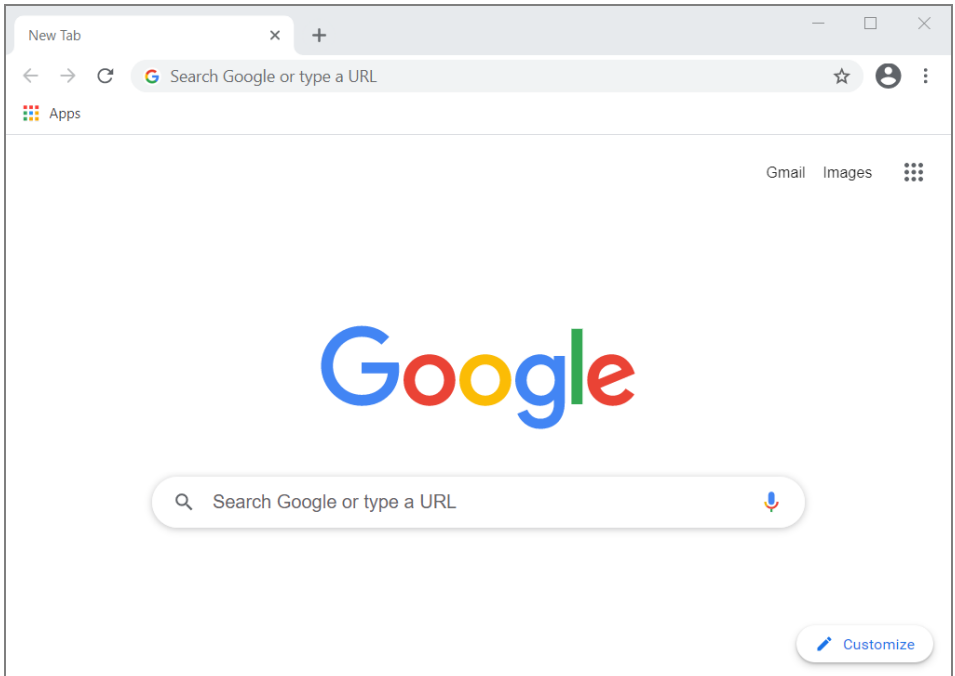 New Tab
Search Google or type a URL
Apps
Gmail Images
Google
Search Google or type a URL
Customize